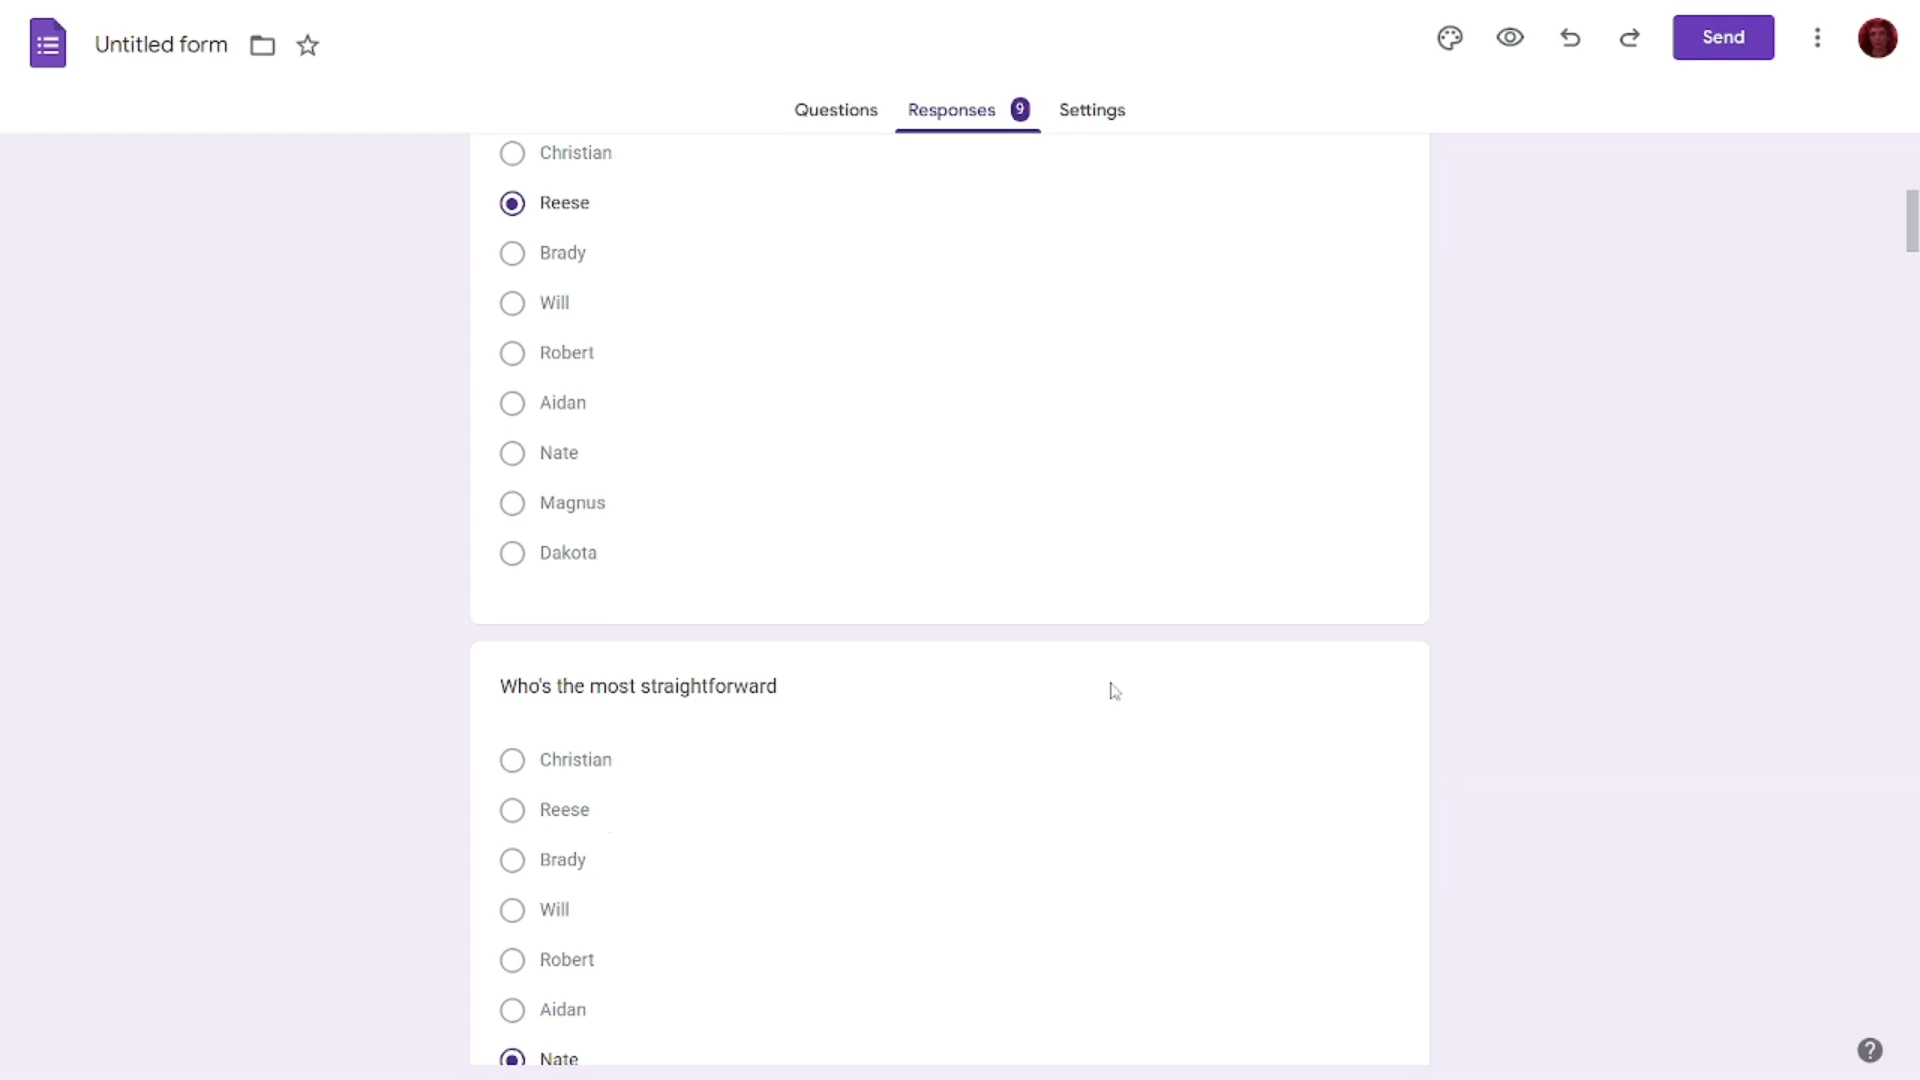 Untitled form
Send
Questions
Responses 9
Settings
Christian
Reese
Brady
Will
Robert
Aidan
Nate
Magnus
Dakota
Who's the most straightforward
Christian
Reese
Brady
Will
Robert
Aidan
Nate